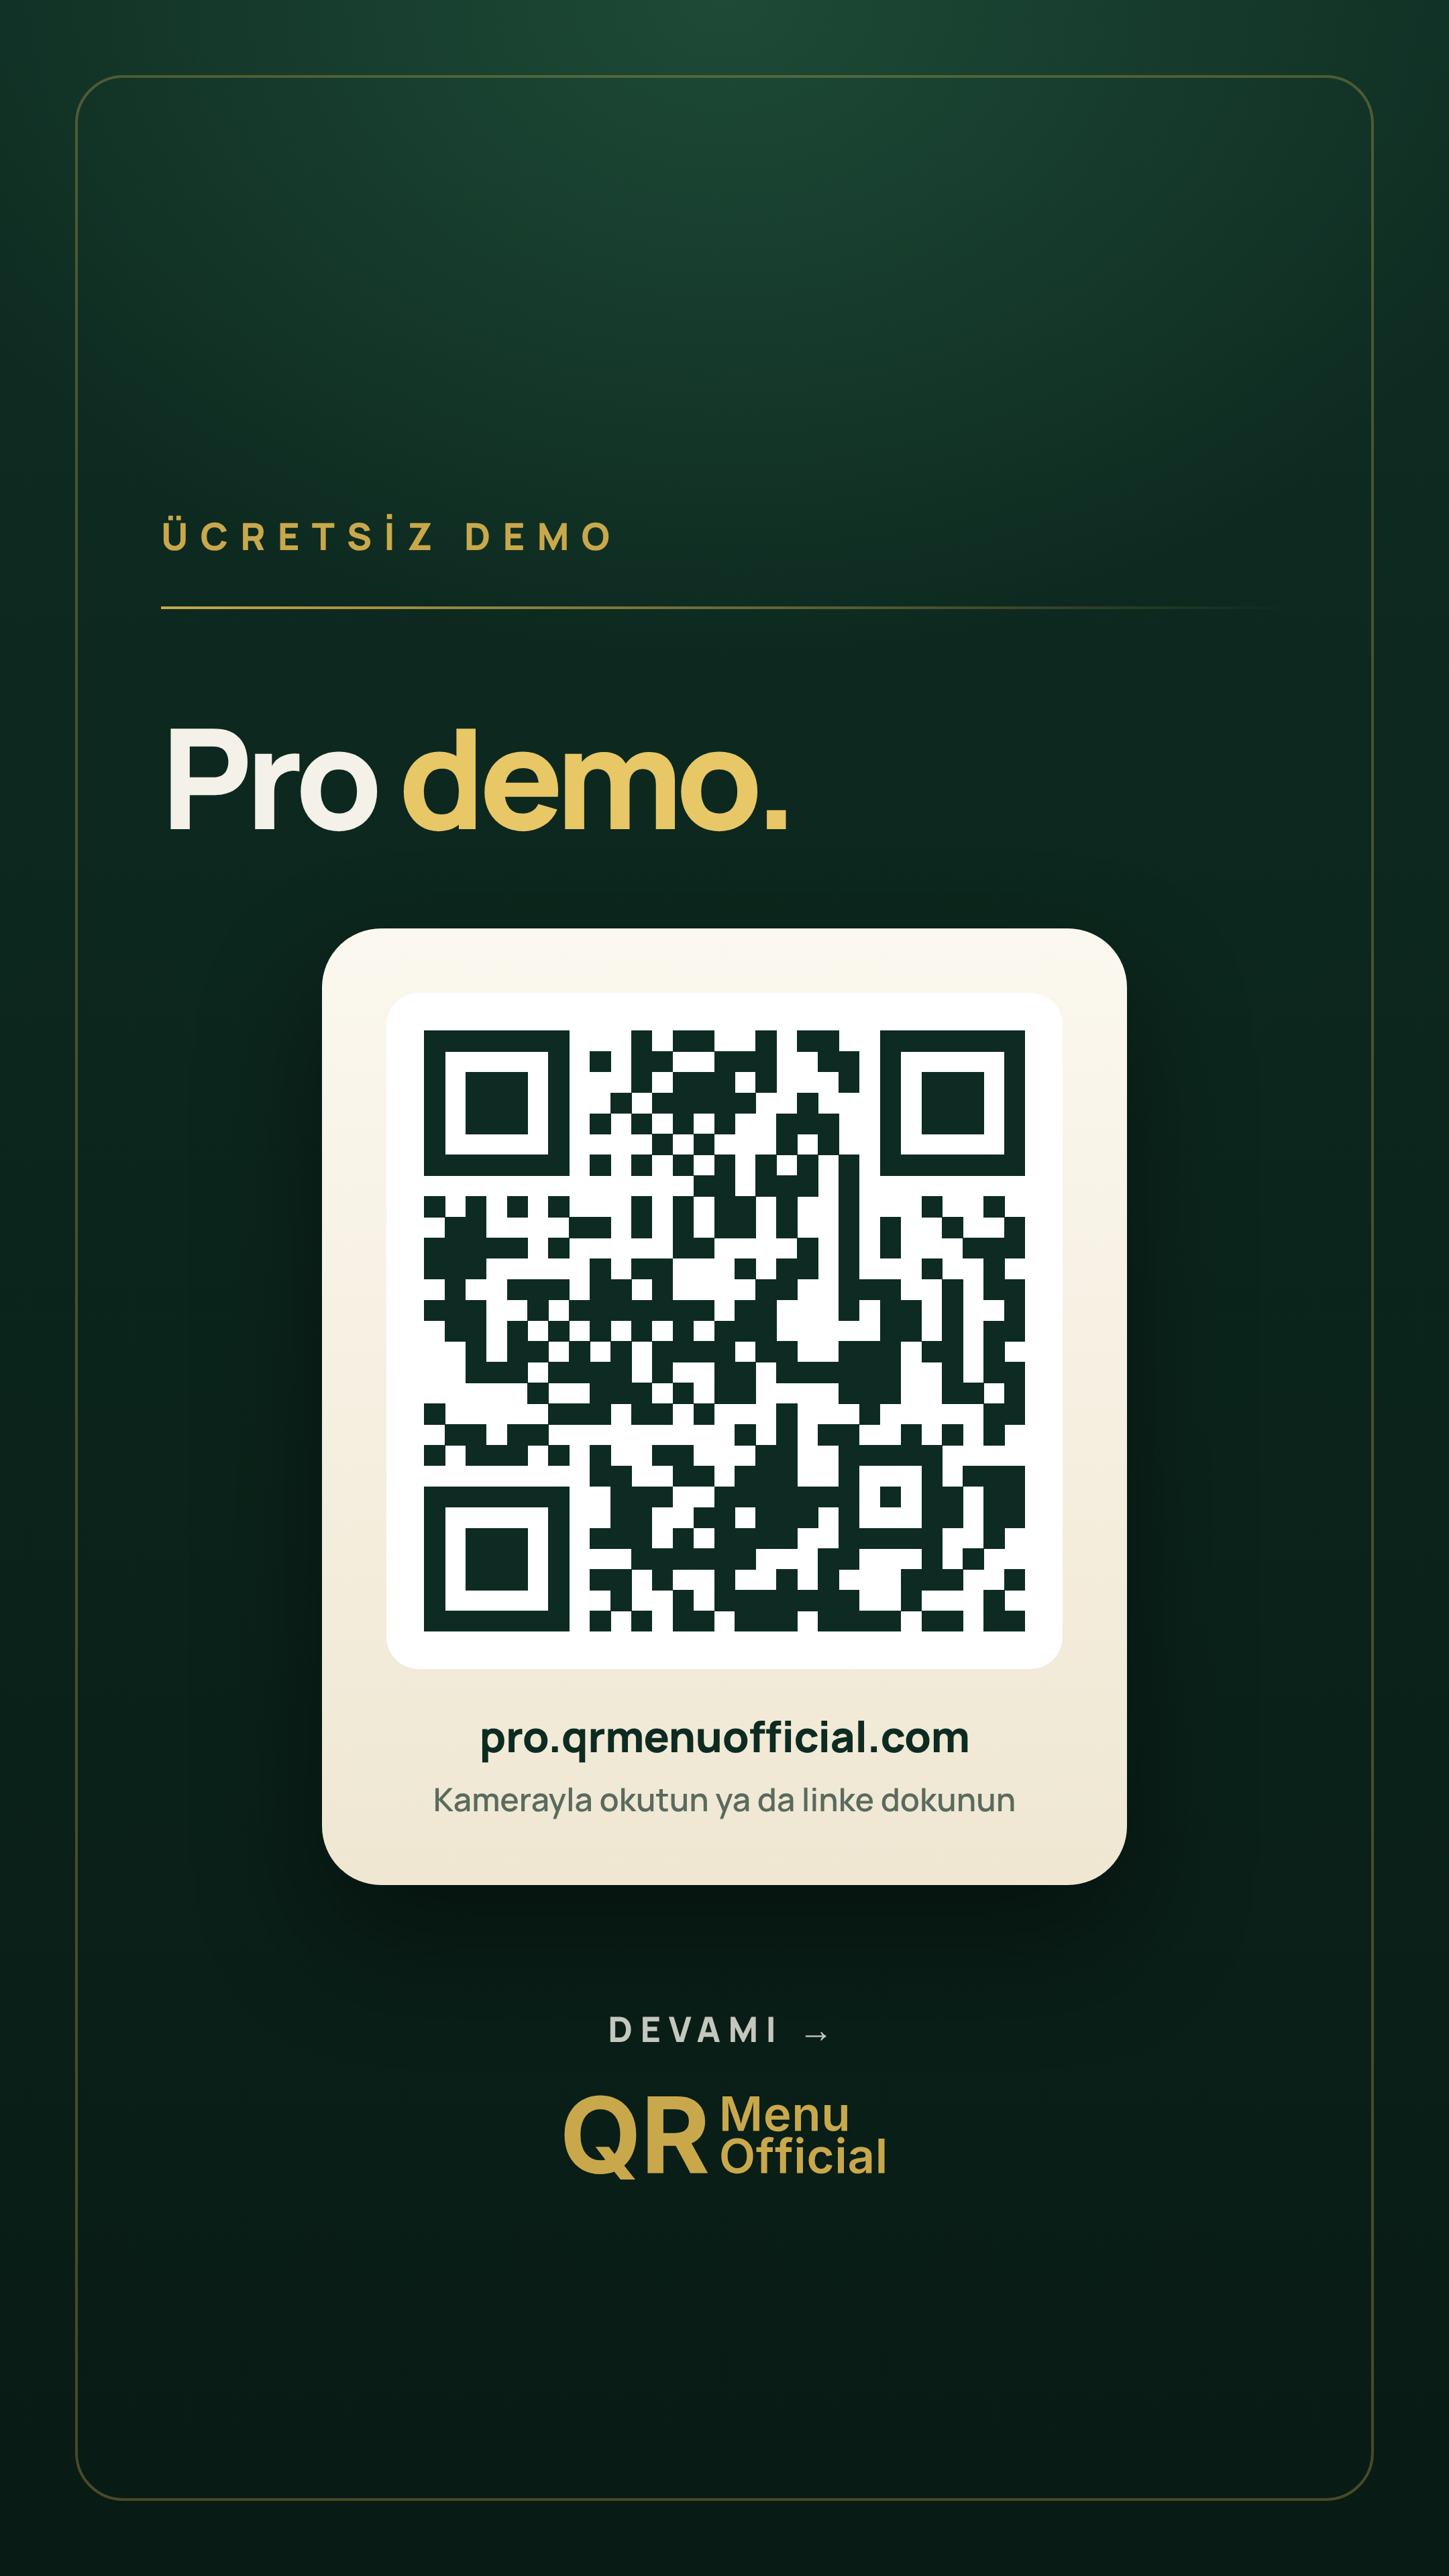 ÜCRETSİZ DEMO
Pro demo.
pro.qrmenuofficial.com
Kamerayla okutun ya da linke dokunun
DEVAMI →
QR Menu
Official